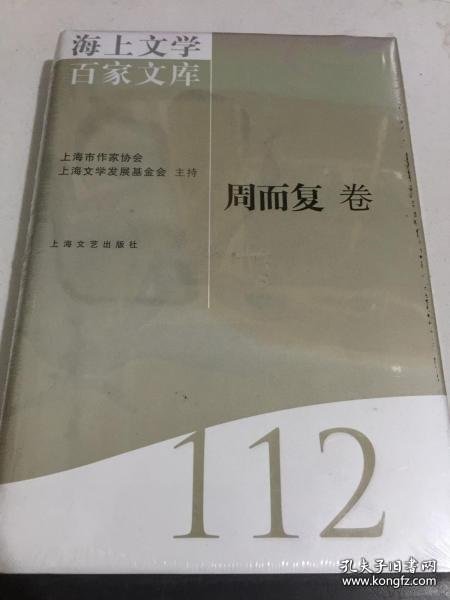 海上文学
百家文库
上海市作家协会
上海文学发展基金会 主持
周而复 卷
上海文艺出版社
112
孔夫子旧书网
www.kongfz.com